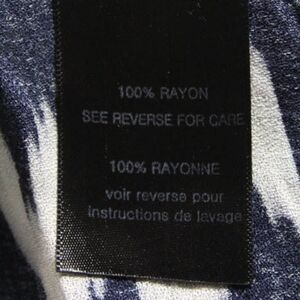 100% RAYON
SEE REVERSE FOR CARE
100% RAYONNE
voir reverse pour
instructions de lavage